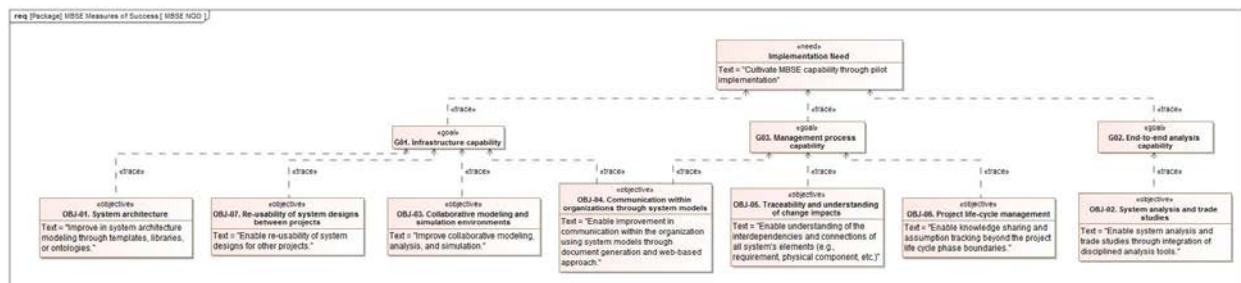 req [Package] MBSE Measures of Success [ MBSE NGO ]
«need»
Implementation Need
Text = "Cultivate MBSE capability through pilot
implementation"
«trace»
«trace»
«trace»
«goal»
G01. Infrastructure capability
«goal»
G03. Management process
capability
«goal»
G02. End-to-end analysis
capability
«trace»
«trace»
«trace»
«trace»
«trace»
«trace»
«trace»
«trace»
«objective»
OBJ-01. System architecture
Text = "Improve in system architecture
modeling through templates, libraries,
or ontologies."
«objective»
OBJ-07. Re-usability of system designs
between projects
Text = "Enable re-usability of system
designs for other projects."
«objective»
OBJ-03. Collaborative modeling and
simulation environments
Text = "Improve collaborative modeling,
analysis, and simulation."
«objective»
OBJ-04. Communication within
organizations through system models
Text = "Enable improvement in
communication within the organization
using system models through
document generation and web-based
approach."
«objective»
OBJ-05. Traceability and understanding
of change impacts
Text = "Enable understanding of the
interdependencies and connections of
all system's elements (e.g.,
requirement, physical component, etc.)"
«objective»
OBJ-06. Project life-cycle management
Text = "Enable knowledge sharing and
assumption tracking beyond the project
life cycle phase boundaries."
«objective»
OBJ-02. System analysis and trade
studies
Text = "Enable system analysis and
trade studies through integration of
disciplined analysis tools."